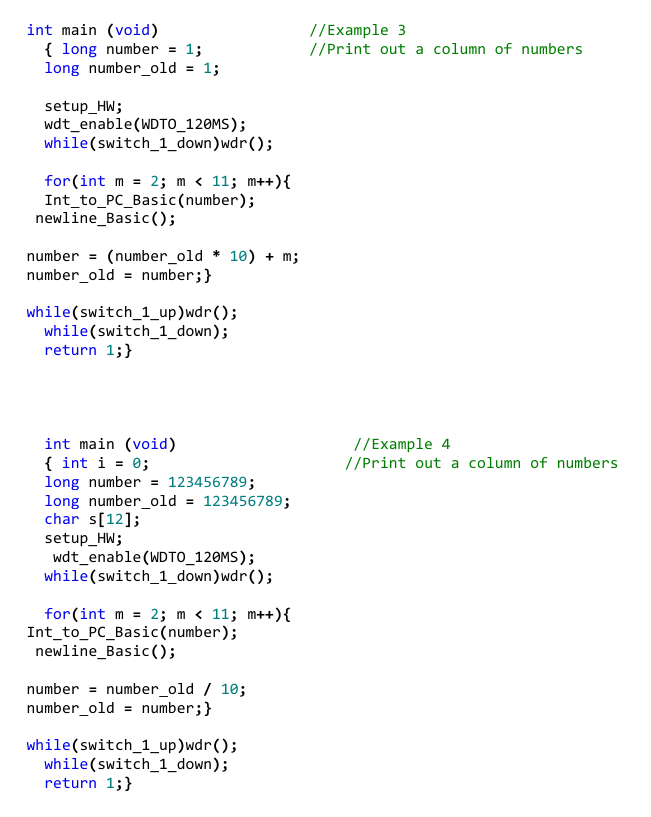 int main (void) //Example 3
{ long number = 1; //Print out a column of numbers
long number_old = 1;
setup_HW;
wdt_enable(WDTO_120MS);
while(switch_1_down)wdr();
for(int m = 2; m < 11; m++){
Int_to_PC_Basic(number);
newline_Basic();
number = (number_old * 10) + m;
number_old = number;}
while(switch_1_up)wdr();
while(switch_1_down);
return 1;}
int main (void) //Example 4
{ int i = 0; //Print out a column of numbers
long number = 123456789;
long number_old = 123456789;
char s[12];
setup_HW;
wdt_enable(WDTO_120MS);
while(switch_1_down)wdr();
for(int m = 2; m < 11; m++){
Int_to_PC_Basic(number);
newline_Basic();
number = number_old / 10;
number_old = number;}
while(switch_1_up)wdr();
while(switch_1_down);
return 1;}